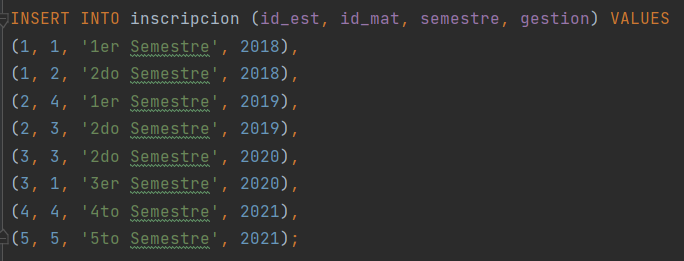 INSERT INTO inscripcion (id_est, id_mat, semestre, gestion) VALUES
(1, 1, '1er Semestre', 2018),
(1, 2, '2do Semestre', 2018),
(2, 4, '1er Semestre', 2019),
(2, 3, '2do Semestre', 2019),
(3, 3, '2do Semestre', 2020),
(3, 1, '3er Semestre', 2020),
(4, 4, '4to Semestre', 2021),
(5, 5, '5to Semestre', 2021);